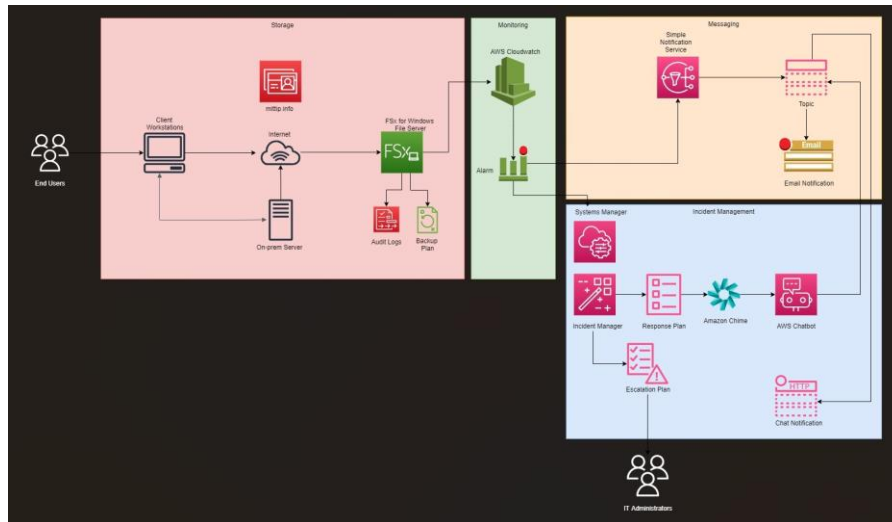 Storage
Monitoring
Messaging
AWS Cloudwatch
Simple
Notification
Service
Client
Workstations
Internet
FSx for Windows
File Server
FSx
Topic
Email
Email Notification
End Users
Alarm
On-prem Server
Audit Logs
Backup
Plan
Systems Manager
Incident Management
Incident Manager
Response Plan
Amazon Chime
AWS Chatbot
Escalation Plan
HTTP
Chat Notification
IT Administrators